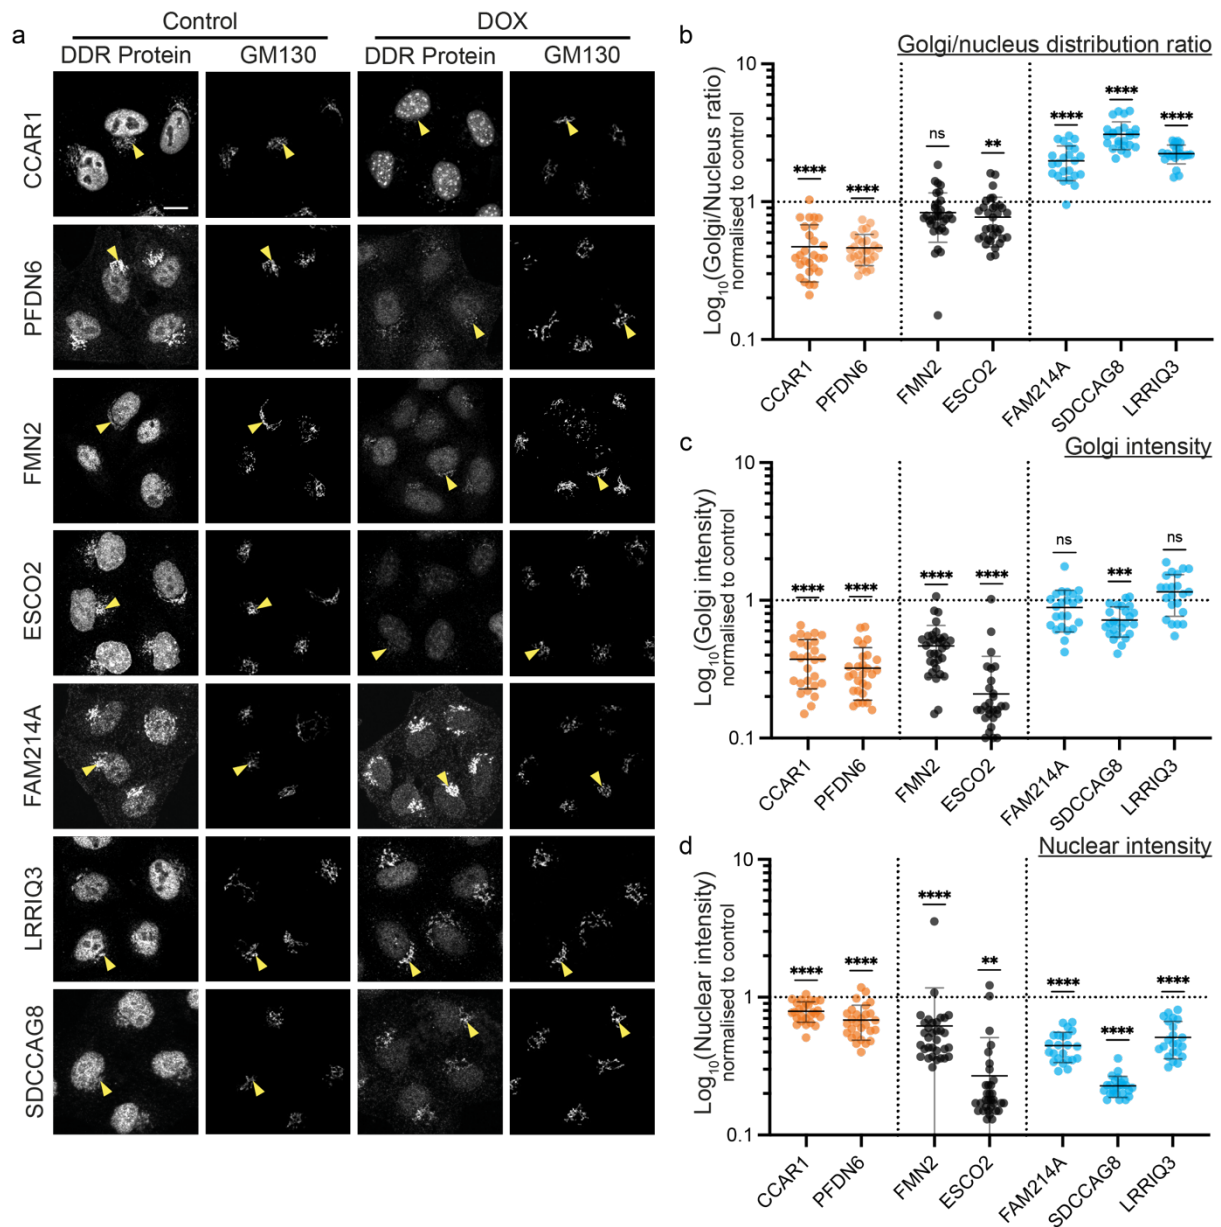 a
Control
DOX
DDR Protein
GM130
DDR Protein
GM130
CCAR1
PFDN6
FMN2
ESCO2
FAM214A
LRRIQ3
SDCCAG8
b
Golgi/nucleus distribution ratio
Log10(Golgi/Nucleus ratio)
normalised to control
10
1
0.1
****
****
ns
**
****
****
****
CCAR1
PFDN6
FMN2
ESCO2
FAM214A
SDCCAG8
LRRIQ3
c
Golgi intensity
Log10(Golgi intensity)
normalised to control
10
1
0.1
****
****
****
****
ns
***
ns
CCAR1
PFDN6
FMN2
ESCO2
FAM214A
SDCCAG8
LRRIQ3
d
Nuclear intensity
Log10(Nuclear intensity)
normalised to control
10
1
0.1
****
****
****
**
****
****
****
CCAR1
PFDN6
FMN2
ESCO2
FAM214A
SDCCAG8
LRRIQ3